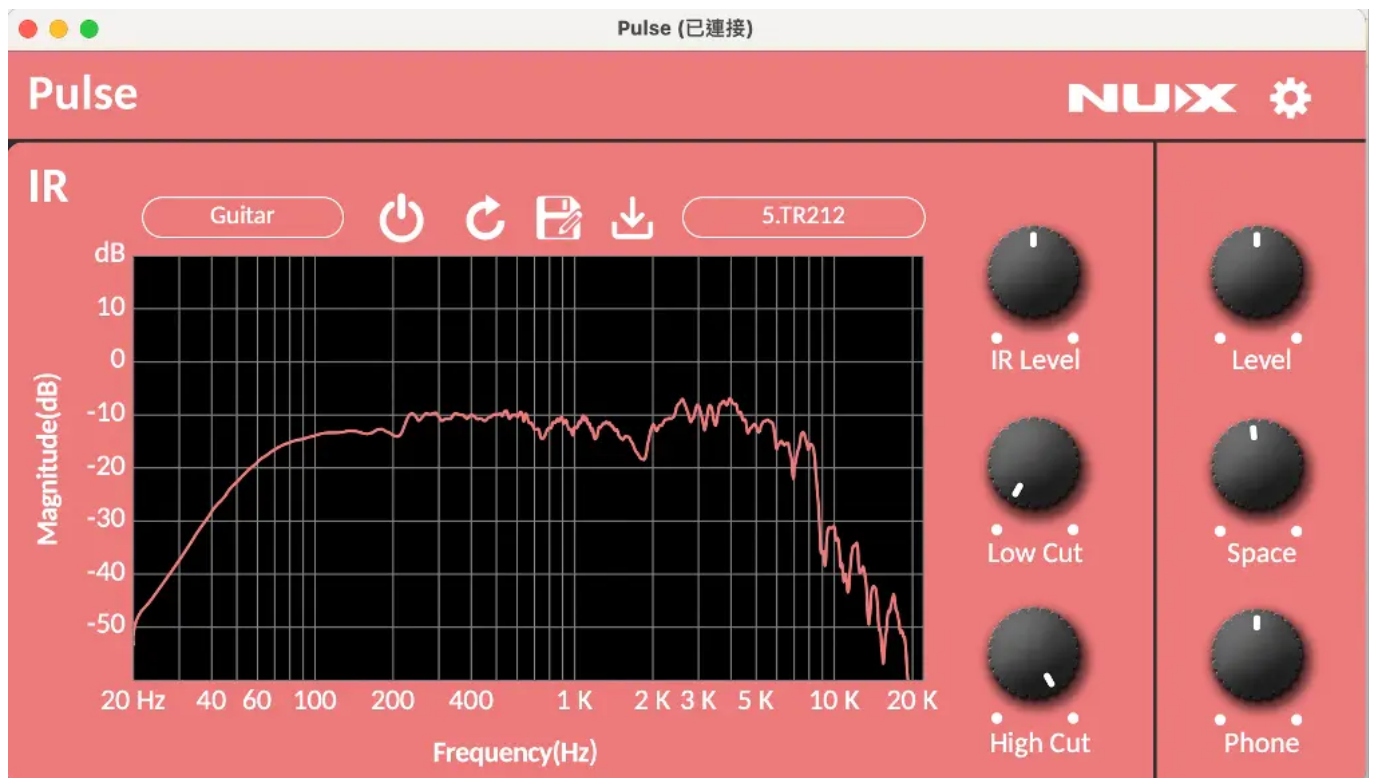 Pulse (已連接)
Pulse
NUX
IR
Guitar
5.TR212
dB
10
0
-10
-20
-30
-40
-50
Magnitude(dB)
20 Hz 40 60 100 200 400 1 K 2 K 3 K 5 K 10 K 20 K
Frequency(Hz)
IR Level
Low Cut
High Cut
Level
Space
Phone